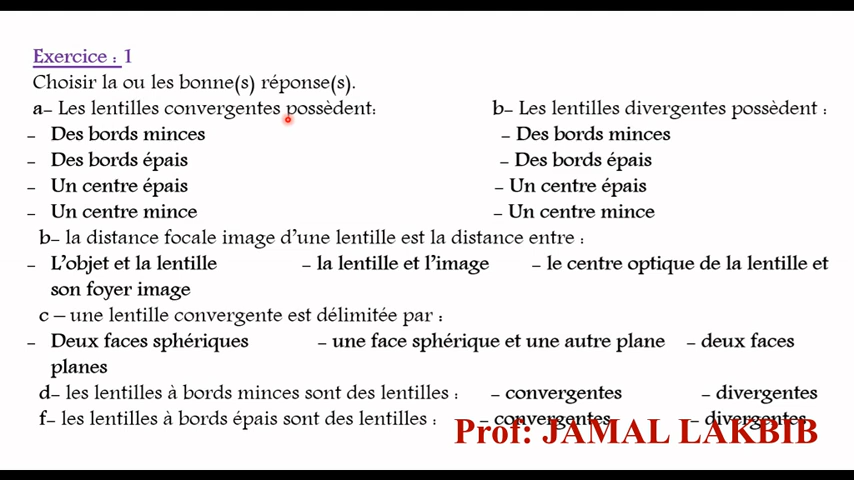 Exercice : 1
Choisir la ou les bonne(s) réponse(s).
a- Les lentilles convergentes possèdent: b- Les lentilles divergentes possèdent :
- Des bords minces - Des bords minces
- Des bords épais - Des bords épais
- Un centre épais - Un centre épais
- Un centre mince - Un centre mince
b- la distance focale image d'une lentille est la distance entre :
- L'objet et la lentille - la lentille et l'image - le centre optique de la lentille et
son foyer image
c – une lentille convergente est délimitée par :
- Deux faces sphériques - une face sphérique et une autre plane - deux faces
planes
d- les lentilles à bords minces sont des lentilles : - convergentes - divergentes
f- les lentilles à bords épais sont des lentilles : - convergentes - divergentes
Prof: JAMAL LAKBIB